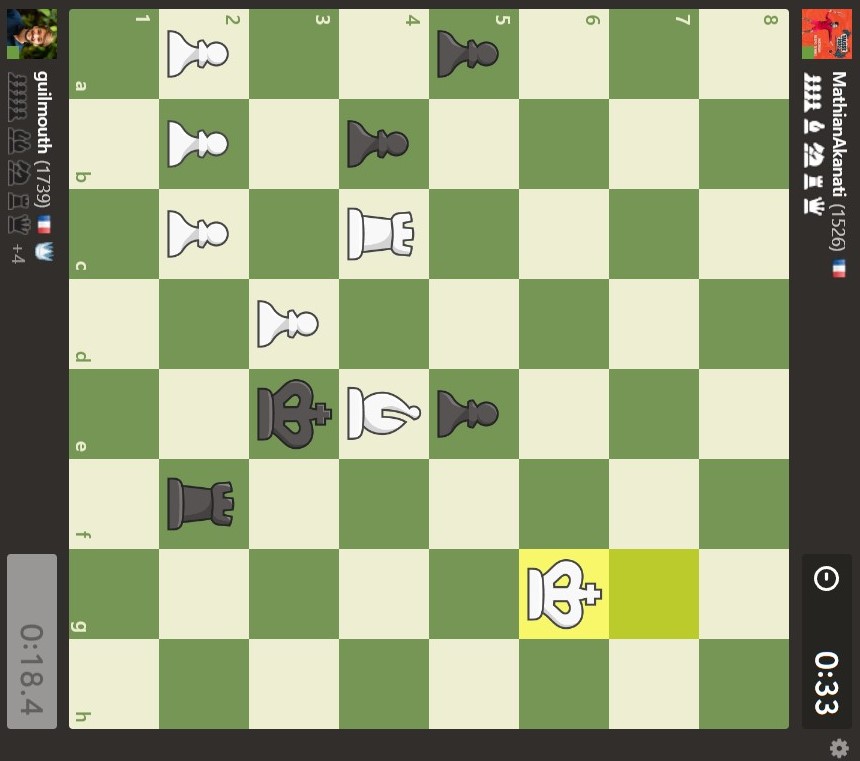 MathianAkanati (1526)
0:33
1 2 3 4 5 6 7 8
a
b
c
d
e
f
g
h
guilmouth (1739)
+4
0:18.4